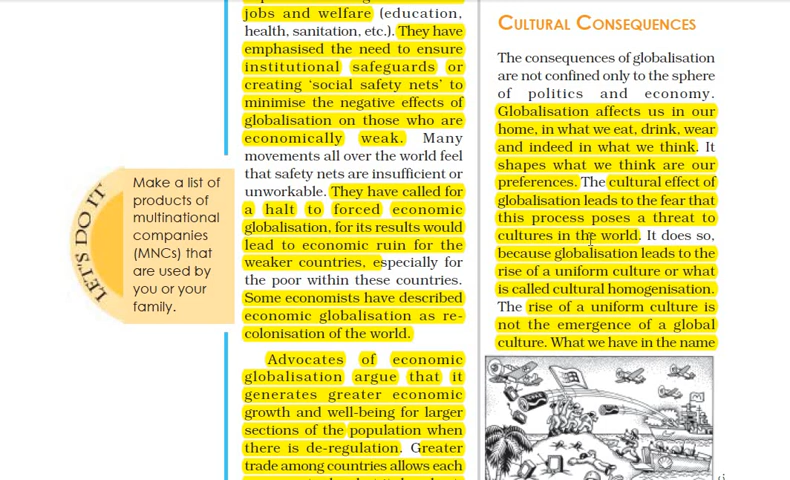 jobs and welfare (education,
health, sanitation, etc.). They have
emphasised the need to ensure
institutional safeguards or
creating ‘social safety nets’ to
minimise the negative effects of
globalisation on those who are
economically weak. Many
movements all over the world feel
that safety nets are insufficient or
unworkable. They have called for
a halt to forced economic
globalisation, for its results would
lead to economic ruin for the
weaker countries, especially for
the poor within these countries.
Some economists have described
economic globalisation as re-
colonisation of the world.
Advocates of economic
globalisation argue that it
generates greater economic
growth and well-being for larger
sections of the population when
there is de-regulation. Greater
trade among countries allows each
LET'S DO IT
Make a list of
products of
multinational
companies
(MNCs) that
are used by
you or your
family.
CULTURAL CONSEQUENCES
The consequences of globalisation
are not confined only to the sphere
of politics and economy.
Globalisation affects us in our
home, in what we eat, drink, wear
and indeed in what we think. It
shapes what we think are our
preferences. The cultural effect of
globalisation leads to the fear that
this process poses a threat to
cultures in the world. It does so,
because globalisation leads to the
rise of a uniform culture or what
is called cultural homogenisation.
The rise of a uniform culture is
not the emergence of a global
culture. What we have in the name